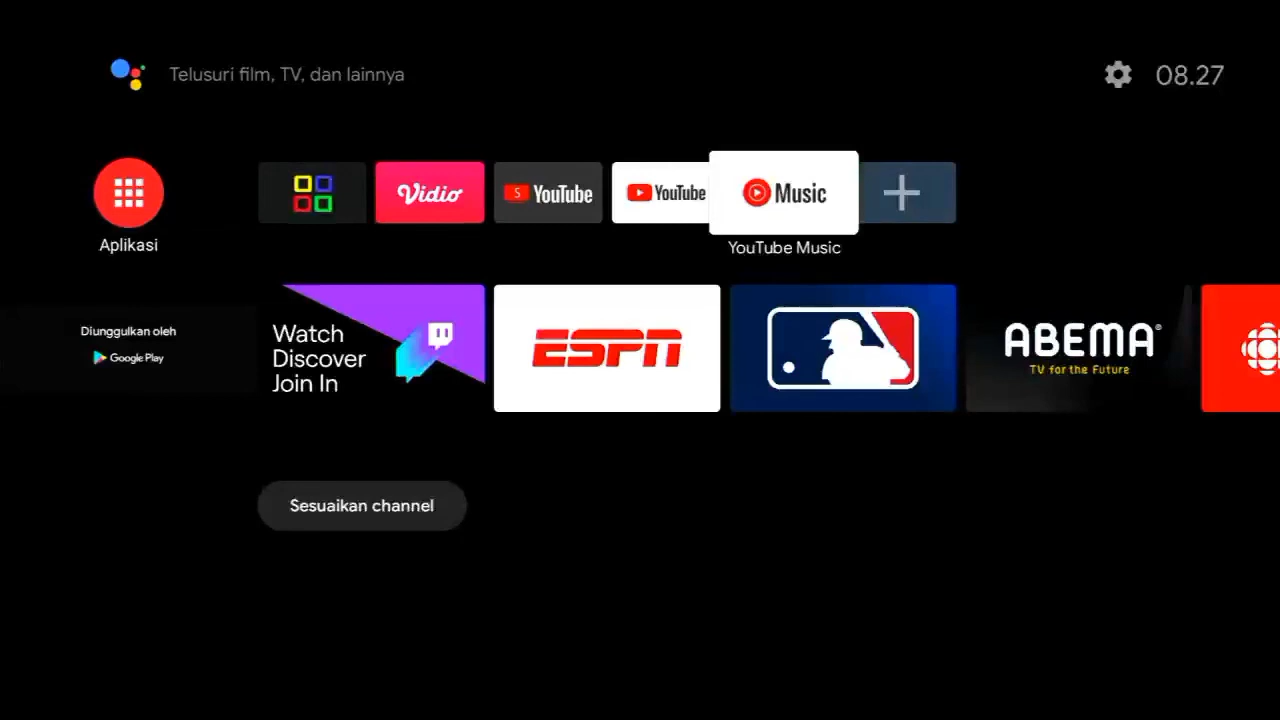 Telusuri film, TV, dan lainnya
08.27
Vidio
S YouTube
YouTube
Music
Aplikasi
YouTube Music
Diunggulkan oleh
Google Play
Watch
Discover
Join In
ESPN
ABEMA®
TV for the Future
Sesuaikan channel